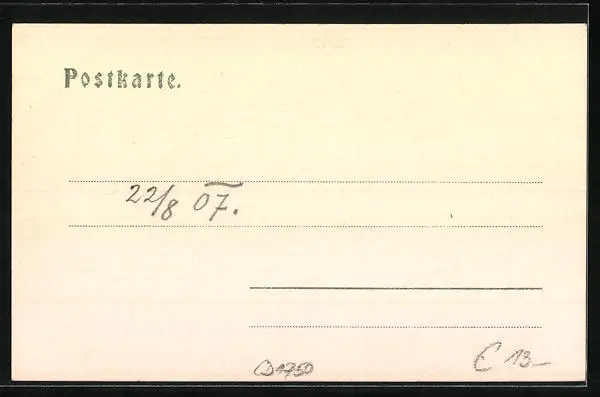 Postkarte.
22/8 07.
€ 13-